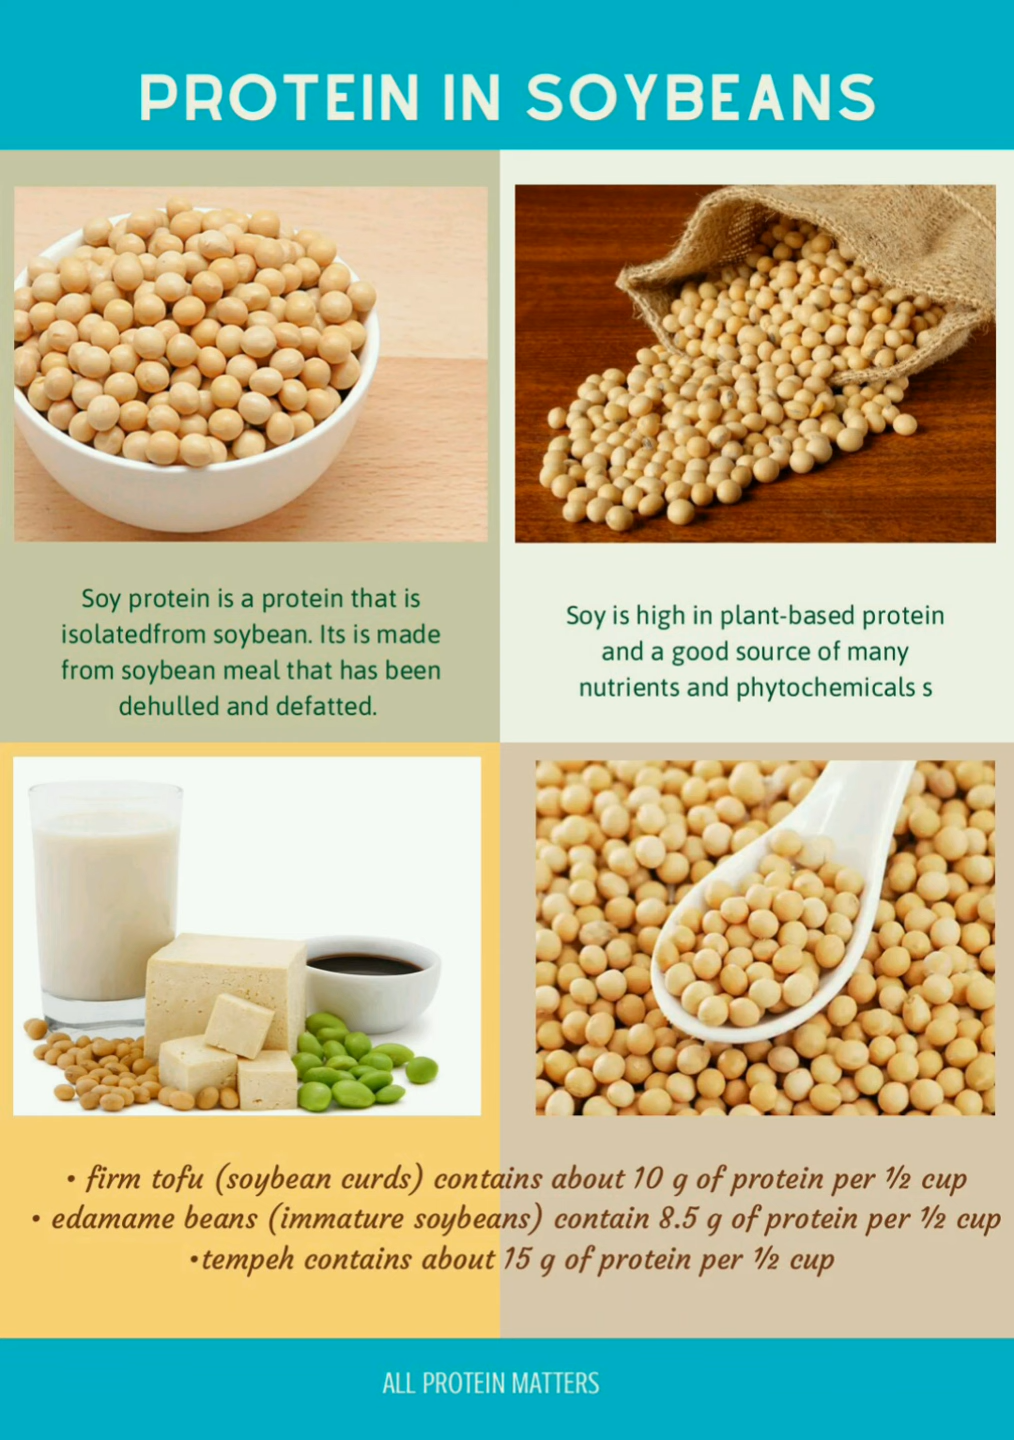 PROTEIN IN SOYBEANS
Soy protein is a protein that is
isolatedfrom soybean. Its is made
from soybean meal that has been
dehulled and defatted.
Soy is high in plant-based protein
and a good source of many
nutrients and phytochemicals s
• firm tofu (soybean curds) contains about 10 g of protein per ½ cup
• edamame beans (immature soybeans) contain 8.5 g of protein per ½ cup
•tempeh contains about 15 g of protein per ½ cup
ALL PROTEIN MATTERS